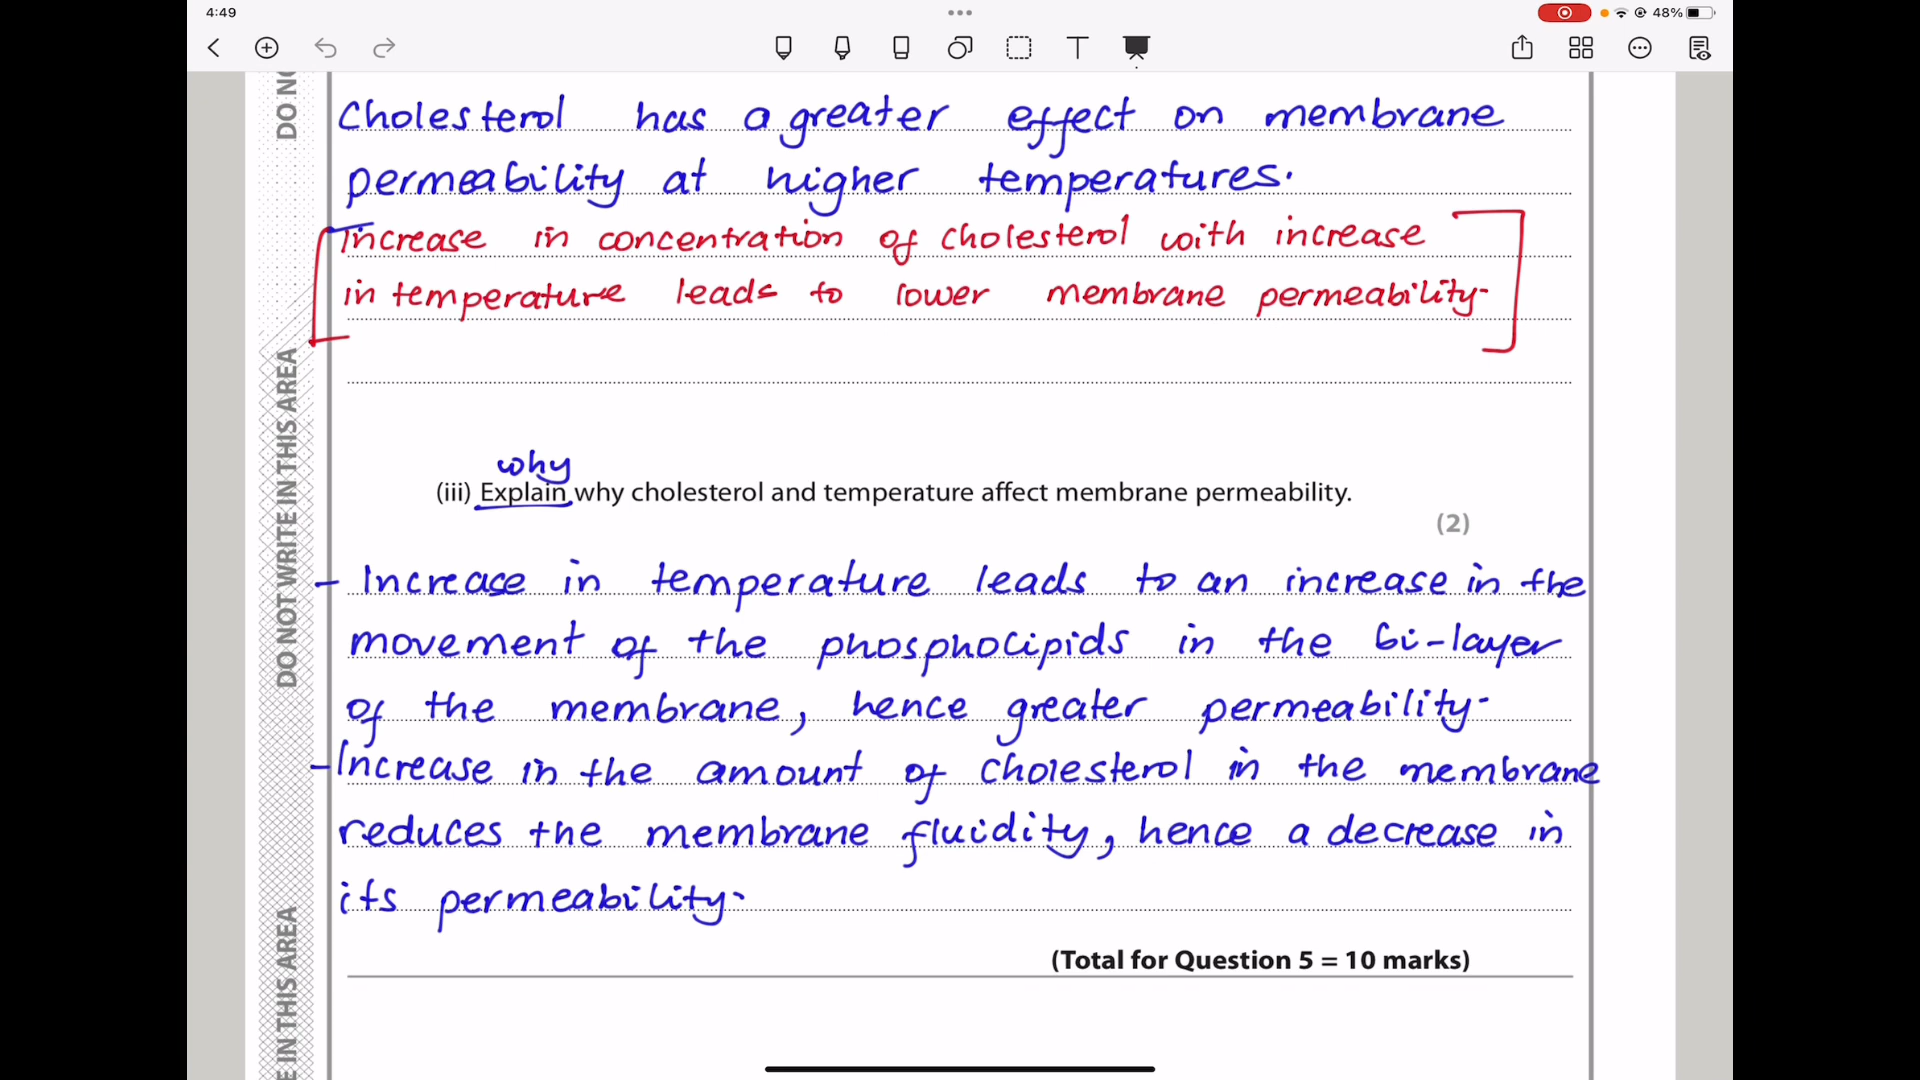 4:49
48%
DO NO
Cholesterol has a greater effect on membrane
permeability at higher temperatures.
Increase in concentration of cholesterol with increase
in temperature leads to lower membrane permeability.
DO NOT WRITE IN THIS AREA
why
(iii) Explain why cholesterol and temperature affect membrane permeability.
(2)
- Increase in temperature leads to an increase in the
movement of the phospholipids in the bi-layer
of the membrane, hence greater permeability.
- Increase in the amount of cholesterol in the membrane
reduces the membrane fluidity, hence a decrease in
its permeability.
(Total for Question 5 = 10 marks)
E IN THIS AREA